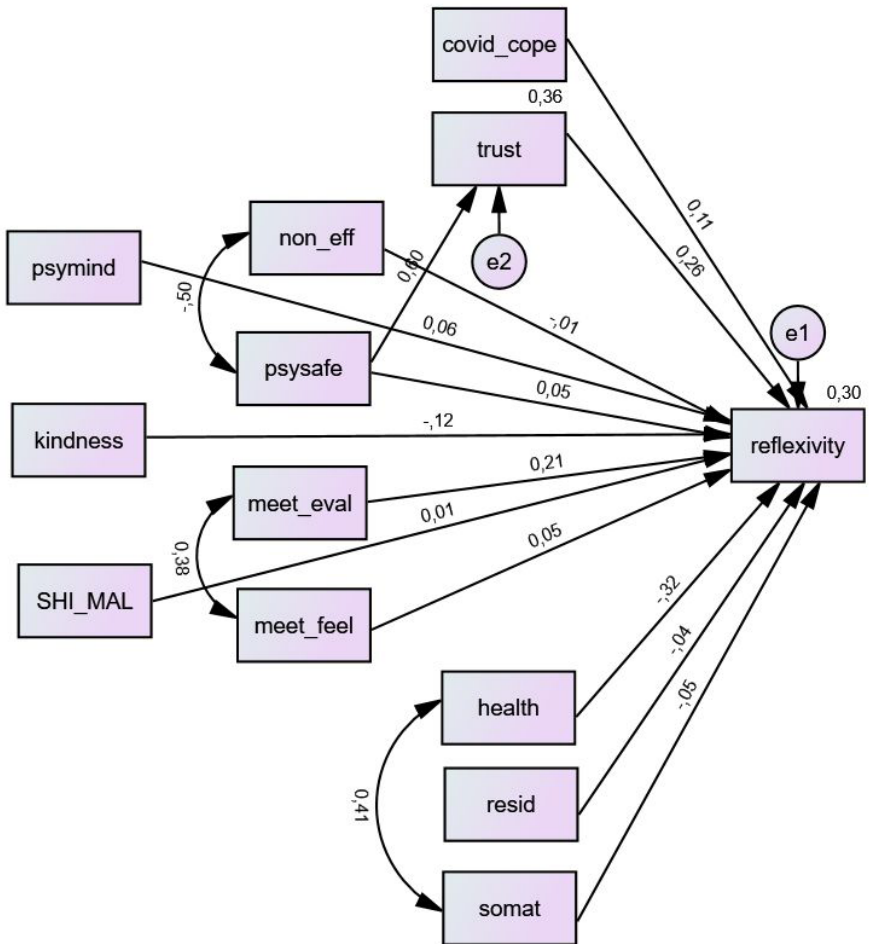 covid_cope
0,36
trust
0,11
non_eff
0,26
psymind
e2
0,60
-,50
-,01
e1
0,06
psysafe
0,05
0,30
kindness
-,12
reflexivity
0,21
meet_eval
0,01
0,38
0,05
SHI_MAL
meet_feel
-,32
-,04
health
-,05
0,41
resid
somat